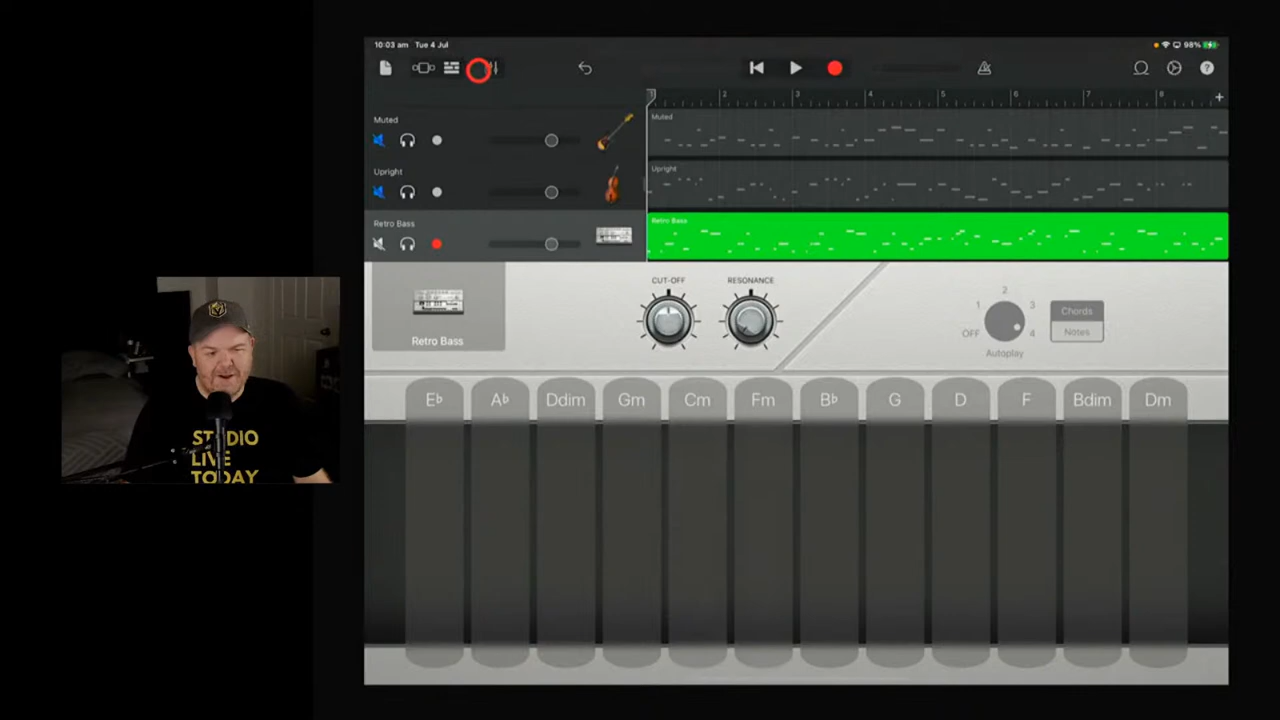 10:03 am Tue 4 Jul
98%
1 2 3 4 5 6 7 8
Muted
Muted
Upright
Upright
Retro Bass
Retro Bass
CUT-OFF
RESONANCE
1
2
3
OFF
4
Autoplay
Chords
Notes
Retro Bass
E♭ A♭ Ddim Gm Cm Fm B♭ G D F Bdim Dm
STUDIO
LIVE
TODAY